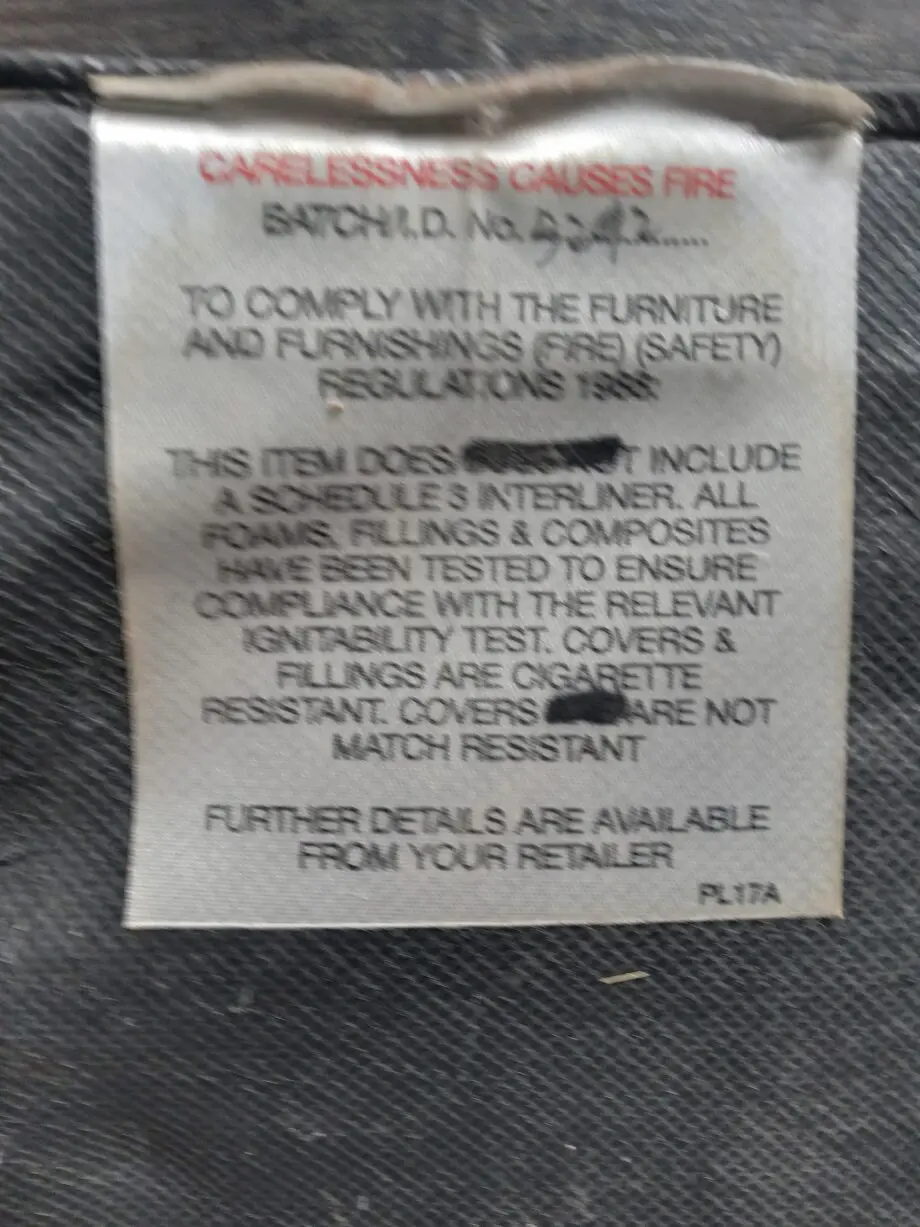 CARELESSNESS CAUSES FIRE
BATCH/I.D. No.
TO COMPLY WITH THE FURNITURE
AND FURNISHINGS (FIRE) (SAFETY)
REGULATIONS 1988:
THIS ITEM DOES INCLUDE
A SCHEDULE 3 INTERLINER. ALL
FOAMS, FILLINGS & COMPOSITES
HAVE BEEN TESTED TO ENSURE
COMPLIANCE WITH THE RELEVANT
IGNITABILITY TEST. COVERS &
FILLINGS ARE CIGARETTE
RESISTANT. COVERS ARE NOT
MATCH RESISTANT
FURTHER DETAILS ARE AVAILABLE
FROM YOUR RETAILER
PL17A